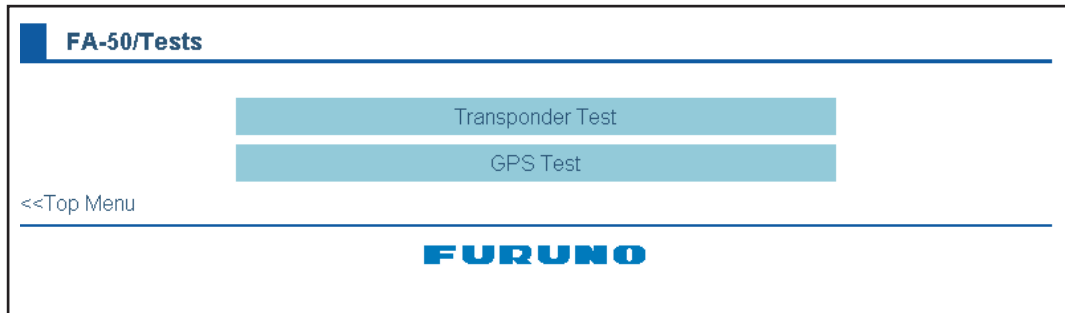 FA-50/Tests
Transponder Test
GPS Test
<<Top Menu
FURUNO